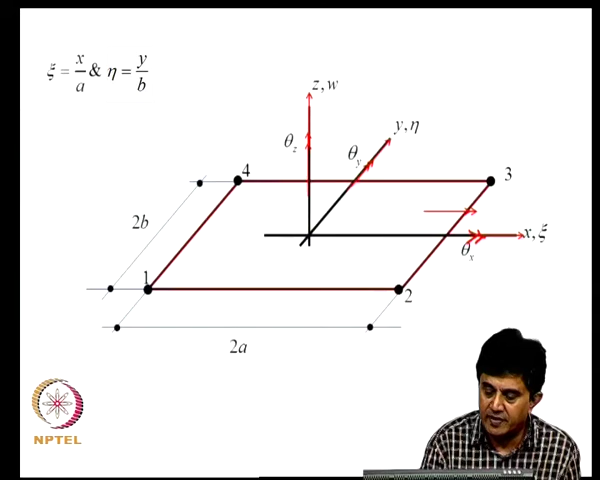 ξ = x/a & η = y/b
z, w
θz
θy
y, η
4
3
2b
x, ξ
θx
1
2
2a
NPTEL